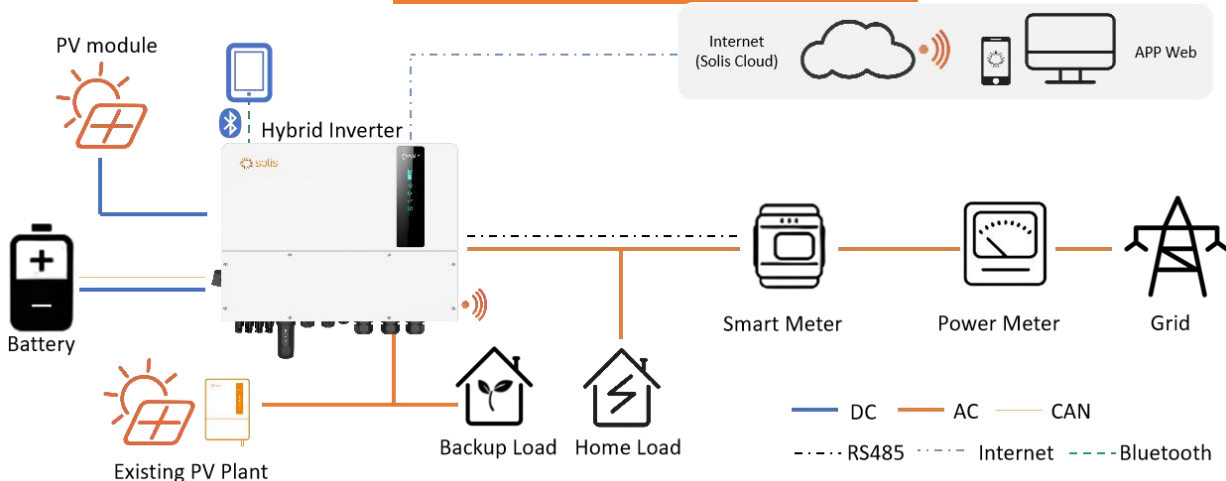 PV module
Internet
(Solis Cloud)
APP Web
Hybrid Inverter
solis
Battery
Smart Meter
Power Meter
Grid
Existing PV Plant
Backup Load
Home Load
DC
AC
CAN
RS485
Internet
Bluetooth